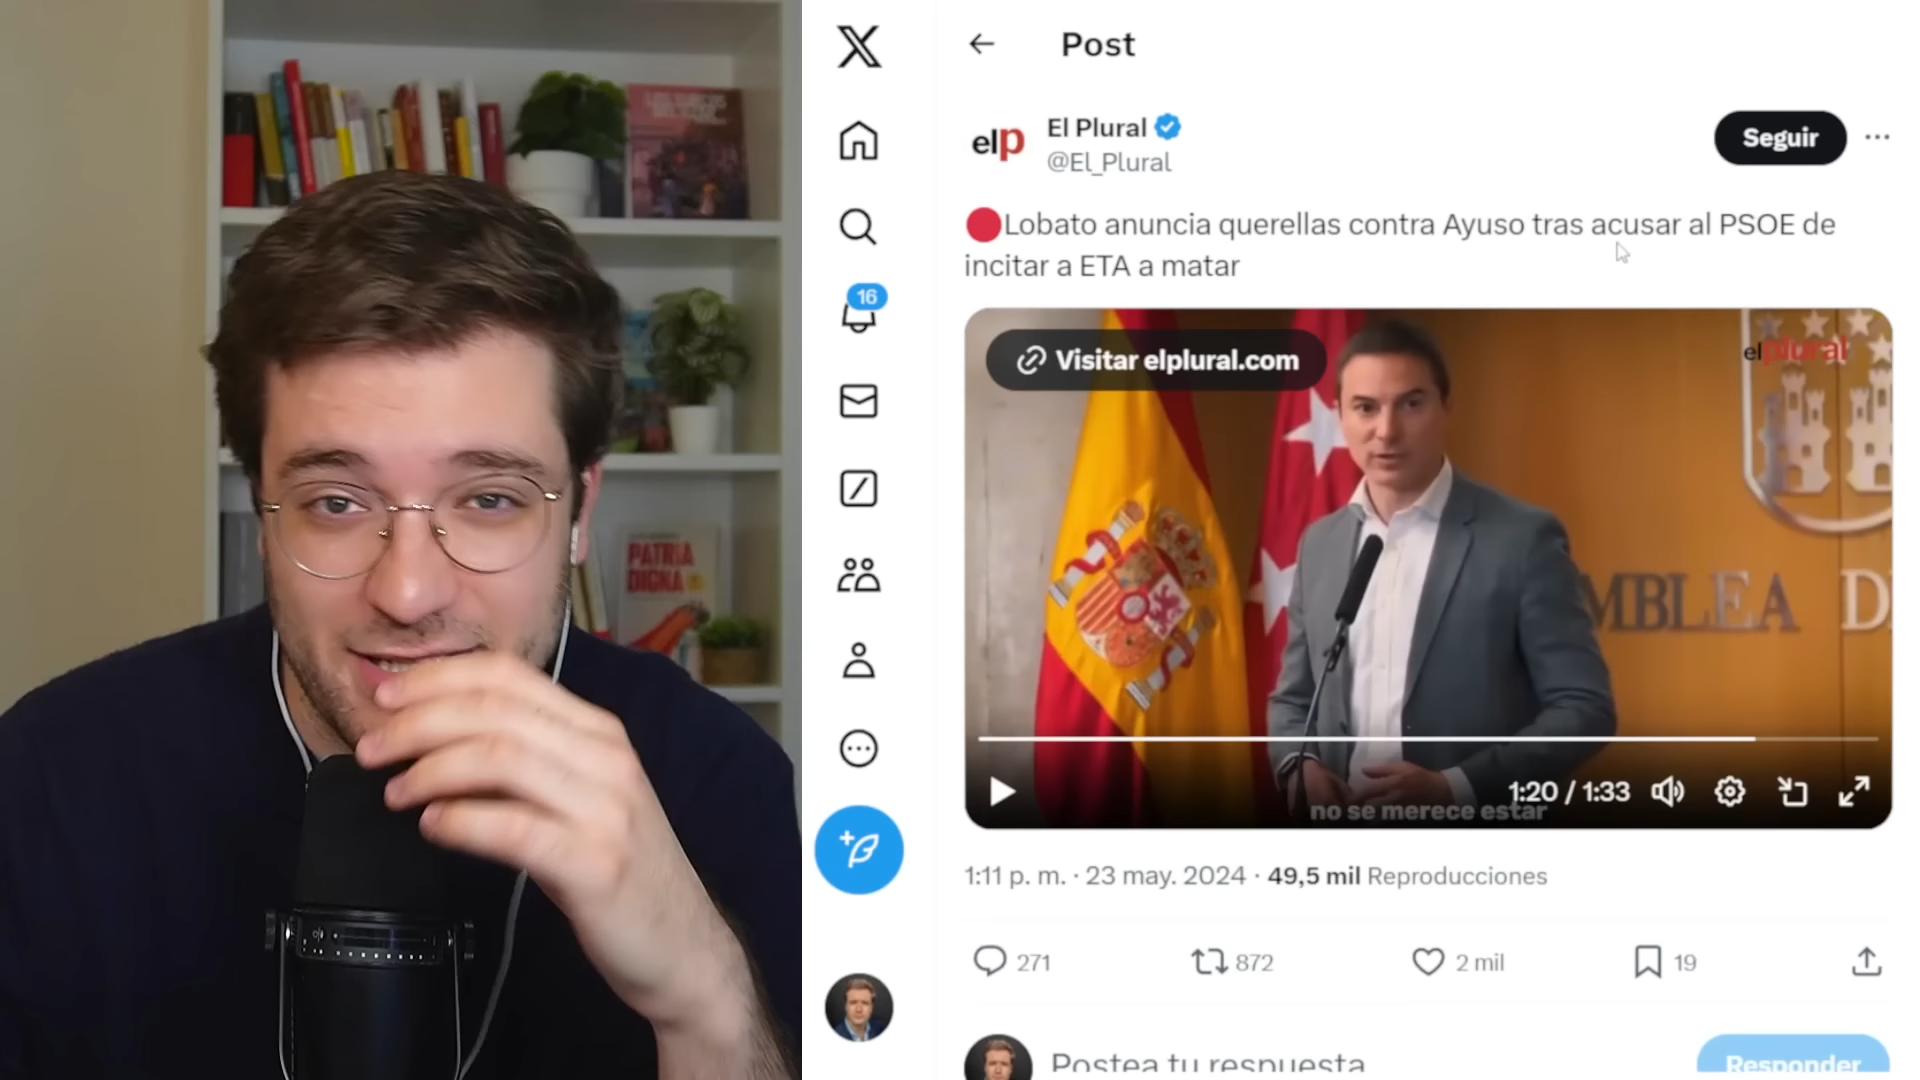 Post
elp
El Plural
@El_Plural
Seguir
16
Lobato anuncia querellas contra Ayuso tras acusar al PSOE de
incitar a ETA a matar
Visitar elplural.com
elplural
MBLEA D
1:20 / 1:33
no se merece estar
1:11 p. m. · 23 may. 2024 · 49,5 mil Reproducciones
271
872
2 mil
19
Postea tu respuesta
Responder
PATRIA
DIGNA